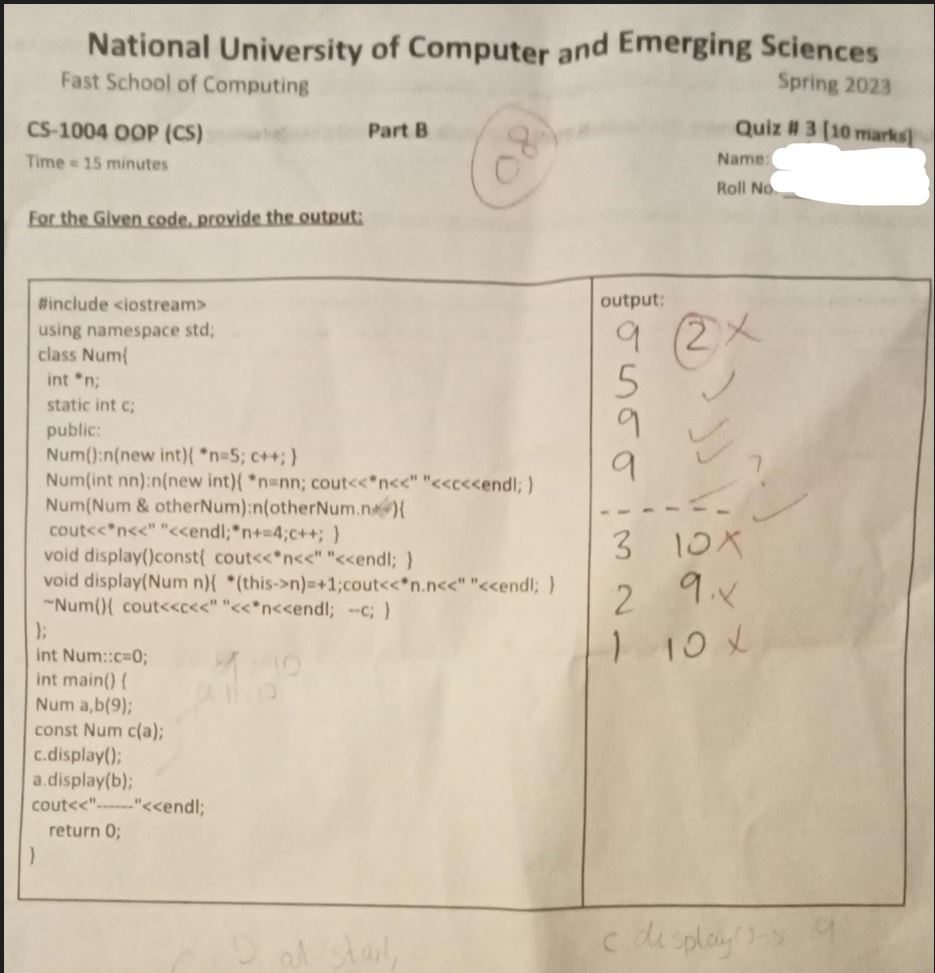 National University of Computer and Emerging Sciences
Fast School of Computing
Spring 2023
CS-1004 OOP (CS)
Part B
08
Quiz # 3 [10 marks]
Time = 15 minutes
Name:
Roll No.
For the Given code, provide the output:
#include <iostream>
using namespace std;
class Num{
int *n;
static int c;
public:
Num():n(new int){ *n=5; c++; }
Num(int nn):n(new int){ *n=nn; cout<<*n<<" "<<c<<endl; }
Num(Num & otherNum):n(otherNum.n){
cout<<*n<<" "<<endl;*n+=4;c++; }
void display()const{ cout<<*n<<" "<<endl; }
void display(Num n){ *(this->n)=+1;cout<<*n.n<<" "<<endl; }
~Num(){ cout<<c<<" "<<*n<<endl; --c; }
};
int Num::c=0;
int main() {
Num a,b(9);
const Num c(a);
c.display();
a.display(b);
cout<<"------"<<endl;
return 0;
}
output:
9 2 ✗
5 ✓
9 ✓
9 ✓ ?
------ ✓
3 10 ✗
2 9. ✗
1 10 ✗
at start,
c display()-> 9